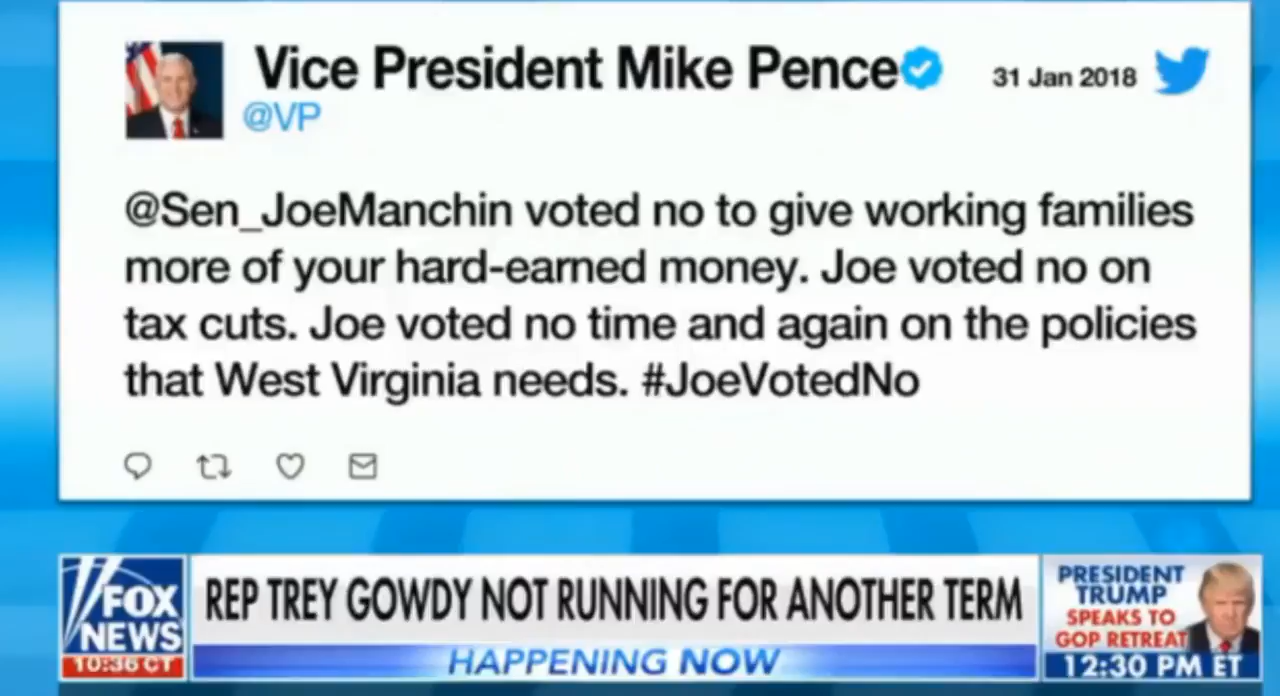 Vice President Mike Pence
31 Jan 2018
@VP
@Sen_JoeManchin voted no to give working families
more of your hard-earned money. Joe voted no on
tax cuts. Joe voted no time and again on the policies
that West Virginia needs. #JoeVotedNo
FOX
NEWS
10:36 CT
REP TREY GOWDY NOT RUNNING FOR ANOTHER TERM
HAPPENING NOW
PRESIDENT
TRUMP
SPEAKS TO
GOP RETREAT
12:30 PM ET